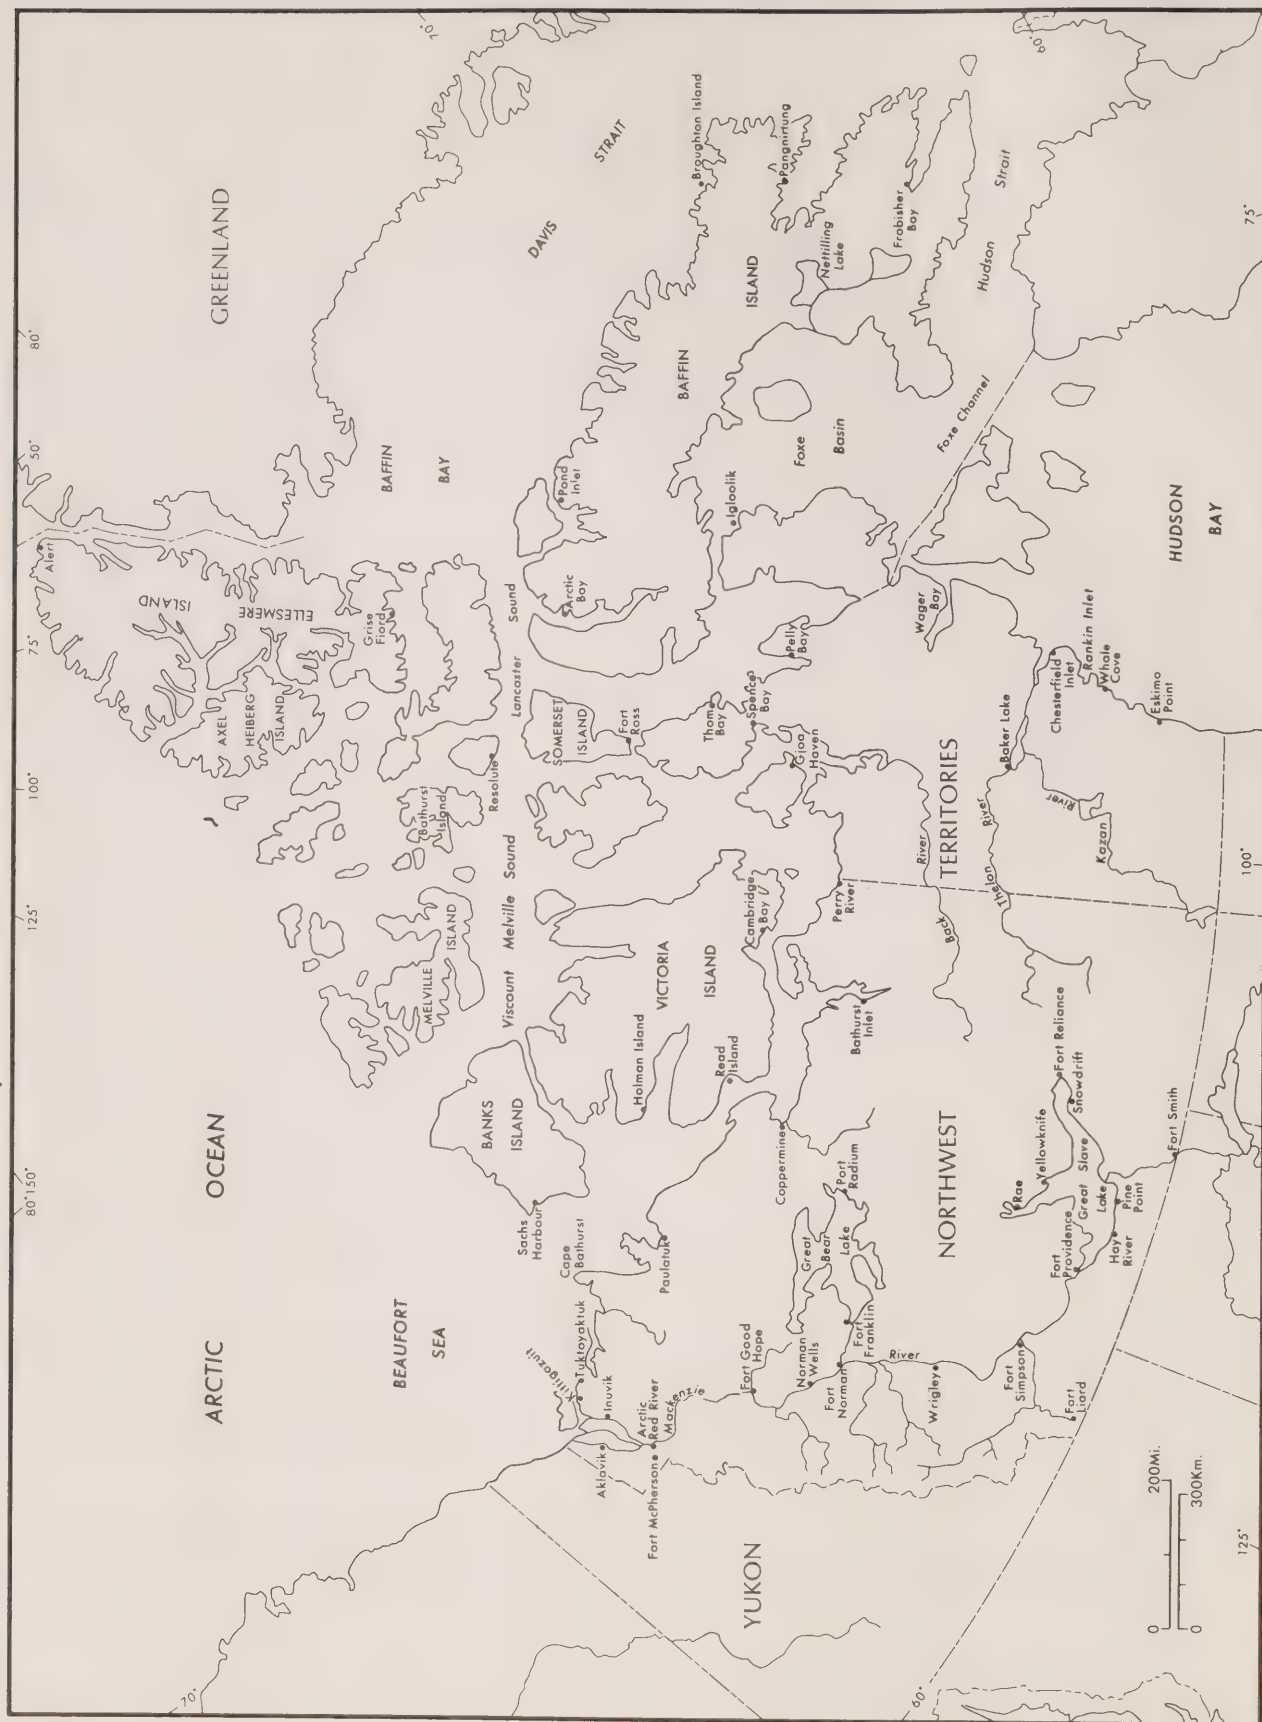 80°150°
125°
100°
75°
50°
80°
70°
70°
60°
60°
125°
100°
75°
ARCTIC OCEAN
GREENLAND
BEAUFORT
SEA
BAFFIN
BAY
DAVIS STRAIT
Alert
ELLESMERE
ISLAND
AXEL
HEIBERG
ISLAND
Grise
Fiord
MELVILLE
ISLAND
Bathurst
Island
Resolute
Viscount Melville Sound
Lancaster Sound
BANKS
ISLAND
Sachs
Harbour
Cape
Bathurst
SOMERSET
ISLAND
Fort
Ross
Arctic
Bay
Pond
Inlet
Kittigazuit
Tuktoyaktuk
Inuvik
Aklavik
Arctic
Red River
Fort McPherson
Mackenzie
River
Paulatuk
Holman Island
VICTORIA
ISLAND
Read
Island
Cambridge
Bay
Thom
Bay
Spence
Bay
Gjoa
Haven
Pelly
Bay
Igloolik
BAFFIN
ISLAND
Broughton Island
Pangnirtung
Nettilling
Lake
Frobisher
Bay
Foxe
Basin
Foxe Channel
Hudson Strait
YUKON
NORTHWEST TERRITORIES
Fort Good
Hope
Norman
Wells
Fort
Norman
Fort
Franklin
Great
Bear
Lake
Port
Radium
Coppermine
Bathurst
Inlet
Perry
River
Back River
Wager
Bay
Wrigley
Fort
Simpson
Fort
Liard
Fort
Providence
Hay
River
Pine
Point
Great Slave
Lake
Rae
Yellowknife
Snowdrift
Fort Reliance
Fort Smith
Thelon River
Baker Lake
Kazan River
Chesterfield
Inlet
Rankin Inlet
Whale
Cove
Eskimo
Point
HUDSON
BAY
0 200Mi.
0 300Km.